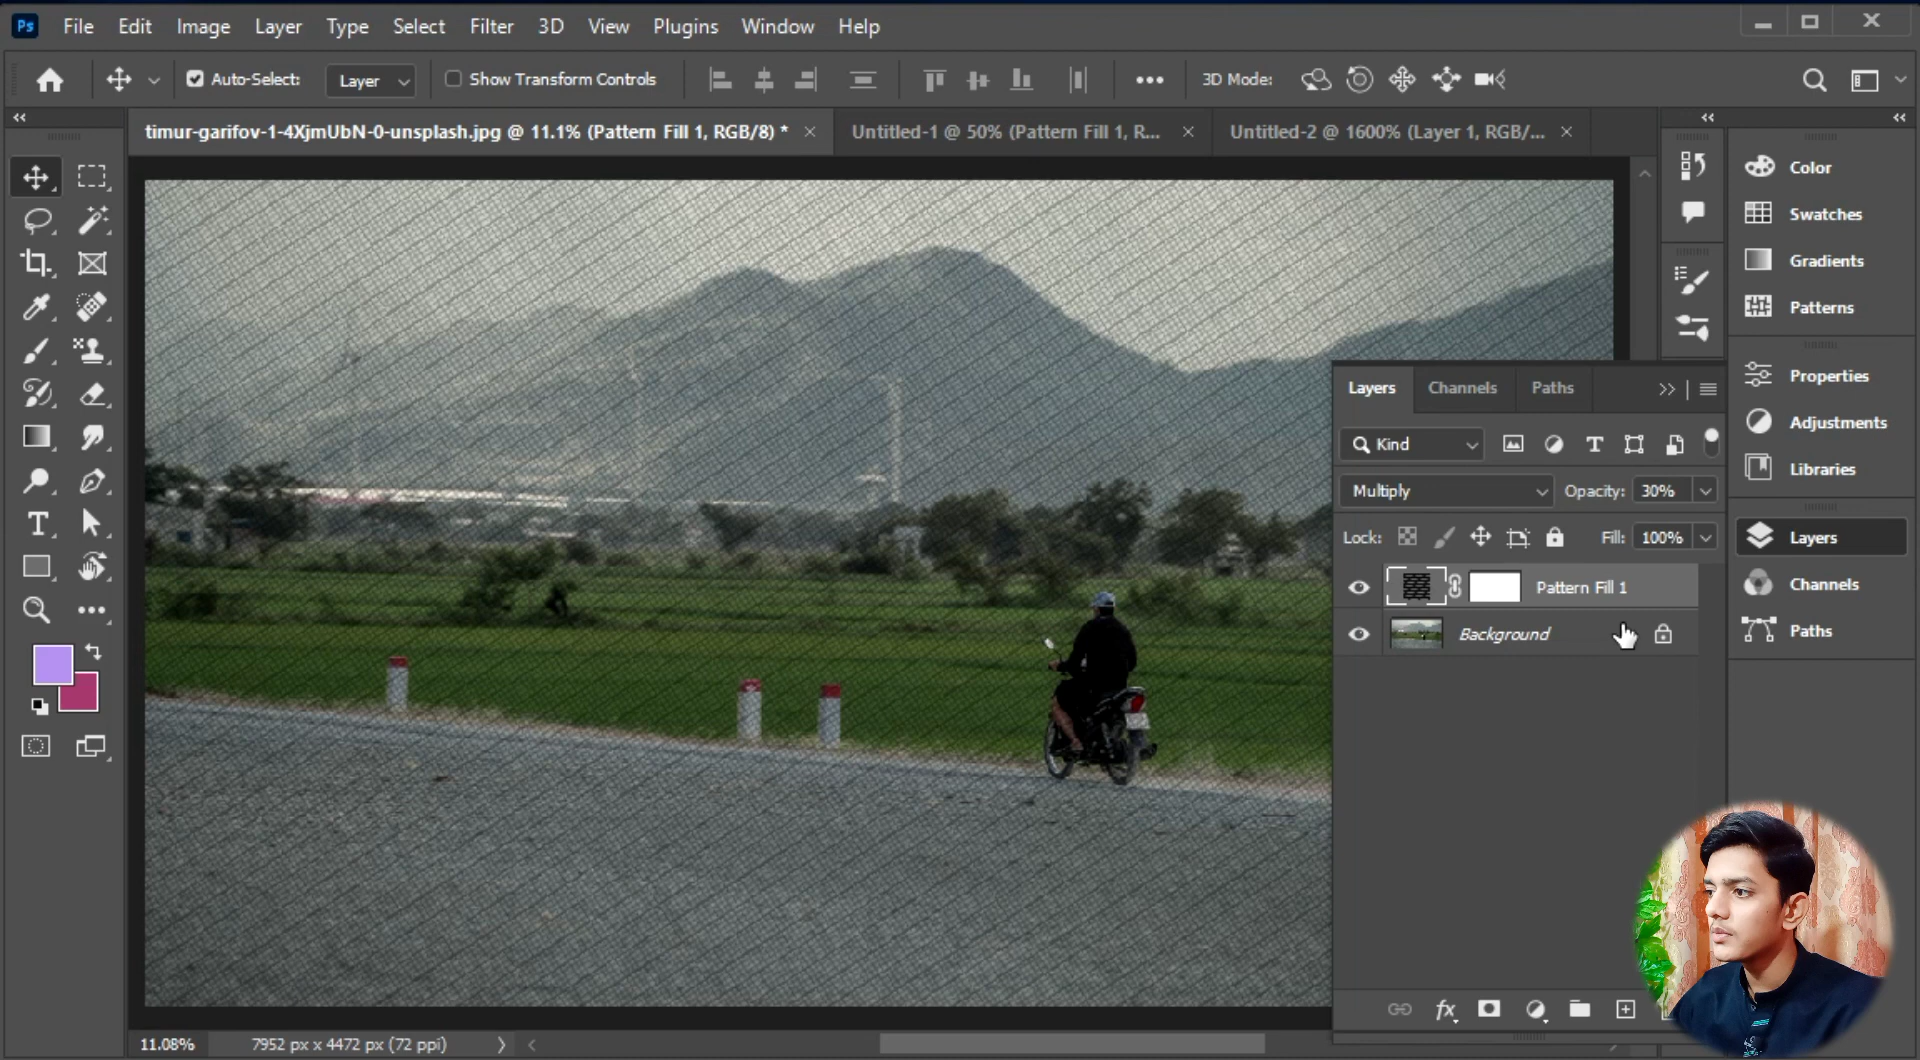 Ps File Edit Image Layer Type Select Filter 3D View Plugins Window Help
Auto-Select: Layer Show Transform Controls 3D Mode:
timur-garifov-1-4XjmUbN-0-unsplash.jpg @ 11.1% (Pattern Fill 1, RGB/8) *
Untitled-1 @ 50% (Pattern Fill 1, R...
Untitled-2 @ 1600% (Layer 1, RGB/...
Color
Swatches
Gradients
Patterns
Properties
Adjustments
Libraries
Layers
Channels
Paths
Layers Channels Paths
Kind
Multiply Opacity: 30%
Lock: Fill: 100%
Pattern Fill 1
Background
fx
11.08% 7952 px x 4472 px (72 ppi)